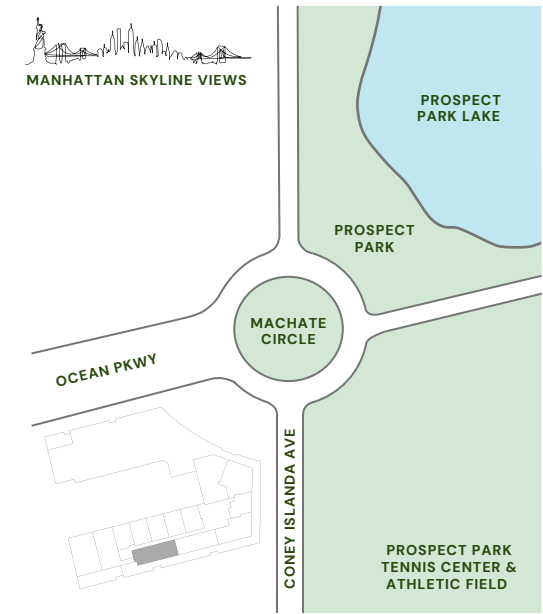 MANHATTAN SKYLINE VIEWS
PROSPECT
PARK LAKE
PROSPECT
PARK
MACHATE
CIRCLE
OCEAN PKWY
CONEY ISLANDA AVE
PROSPECT PARK
TENNIS CENTER &
ATHLETIC FIELD